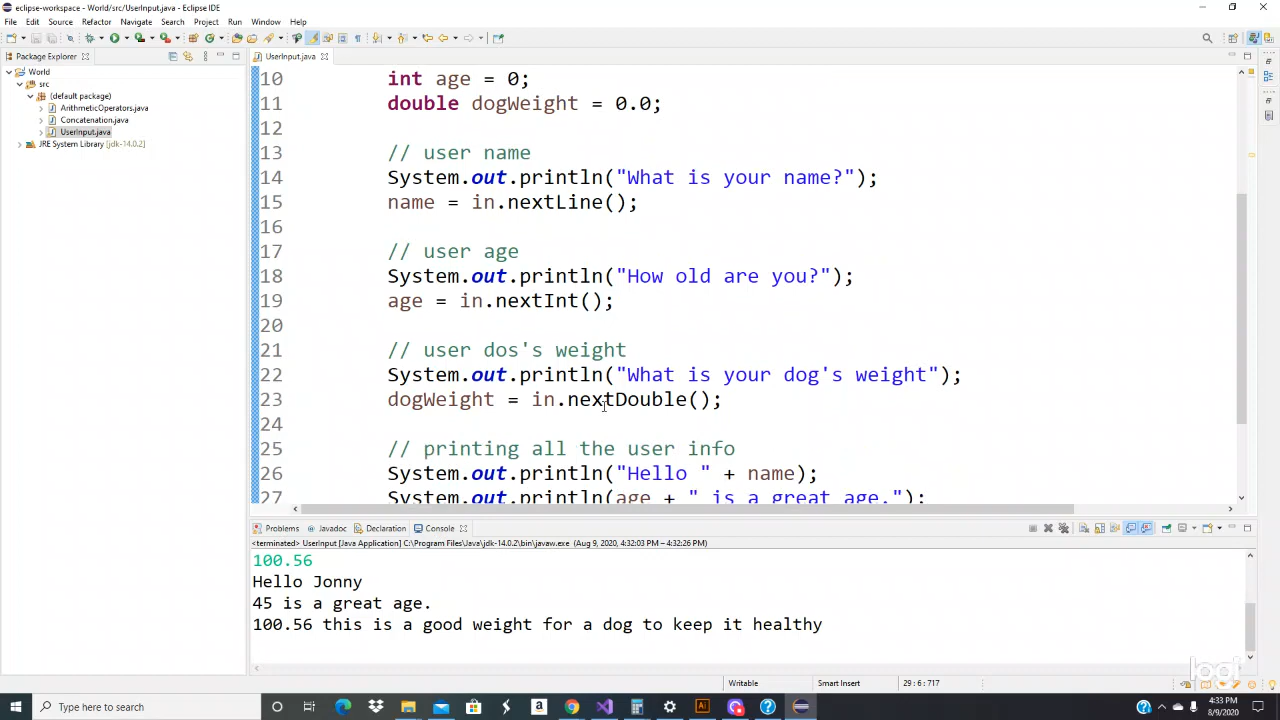 eclipse-workspace - World/src/UserInput.java - Eclipse IDE
File Edit Source Refactor Navigate Search Project Run Window Help
Package Explorer
World
src
(default package)
ArithmeticOperators.java
Concatenation.java
UserInput.java
JRE System Library [jdk-14.0.2]
UserInput.java
10 int age = 0;
11 double dogWeight = 0.0;
12
13 // user name
14 System.out.println("What is your name?");
15 name = in.nextLine();
16
17 // user age
18 System.out.println("How old are you?");
19 age = in.nextInt();
20
21 // user dos's weight
22 System.out.println("What is your dog's weight");
23 dogWeight = in.nextDouble();
24
25 // printing all the user info
26 System.out.println("Hello " + name);
27 System.out.println(age + " is a great age.");
Problems Javadoc Declaration Console
<terminated> UserInput [Java Application] C:\Program Files\Java\jdk-14.0.2\bin\javaw.exe (Aug 9, 2020, 4:32:03 PM – 4:32:26 PM)
100.56
Hello Jonny
45 is a great age.
100.56 this is a good weight for a dog to keep it healthy
logi
Writable Smart Insert 29 : 6 : 717
Type here to search
4:33 PM
8/9/2020